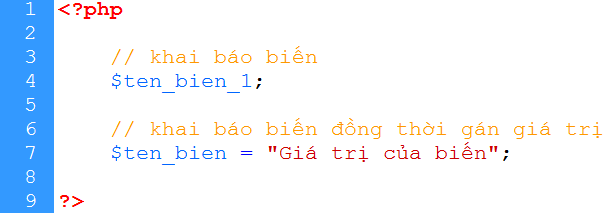 1 <?php
2
3 // khai báo biến
4 $ten_bien_1;
5
6 // khai báo biến đồng thời gán giá trị
7 $ten_bien = "Giá trị của biến";
8
9 ?>